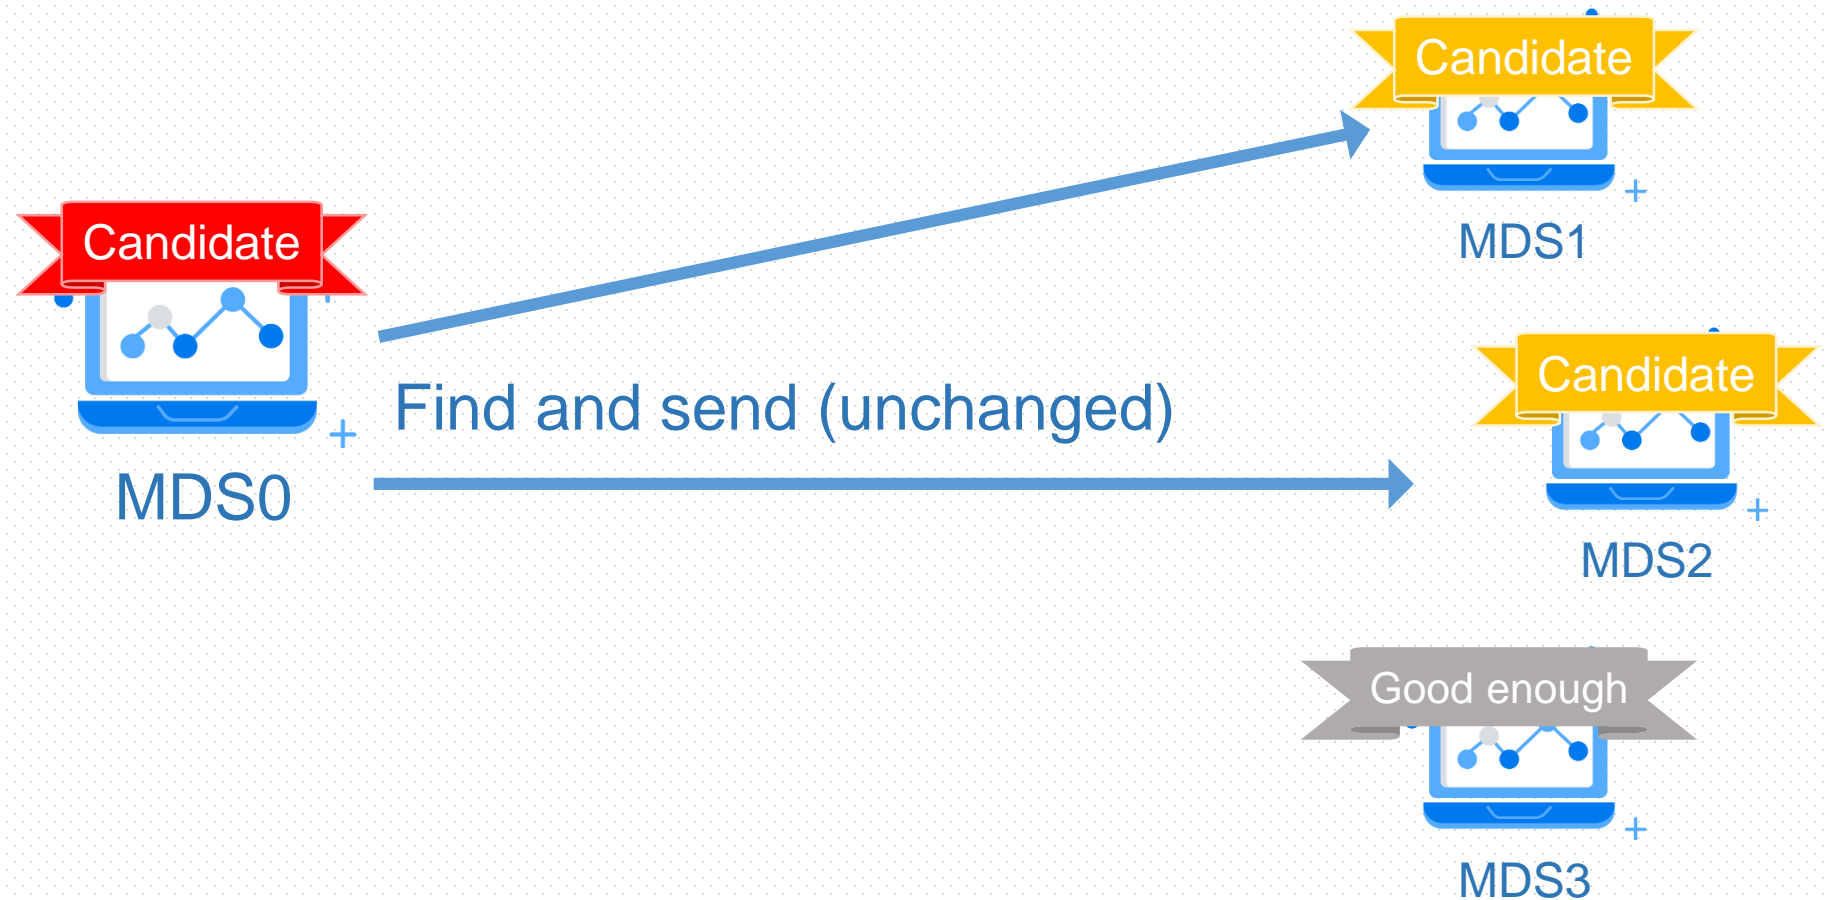 Candidate
MDS1
Candidate
MDS0
Find and send (unchanged)
Candidate
MDS2
Good enough
MDS3